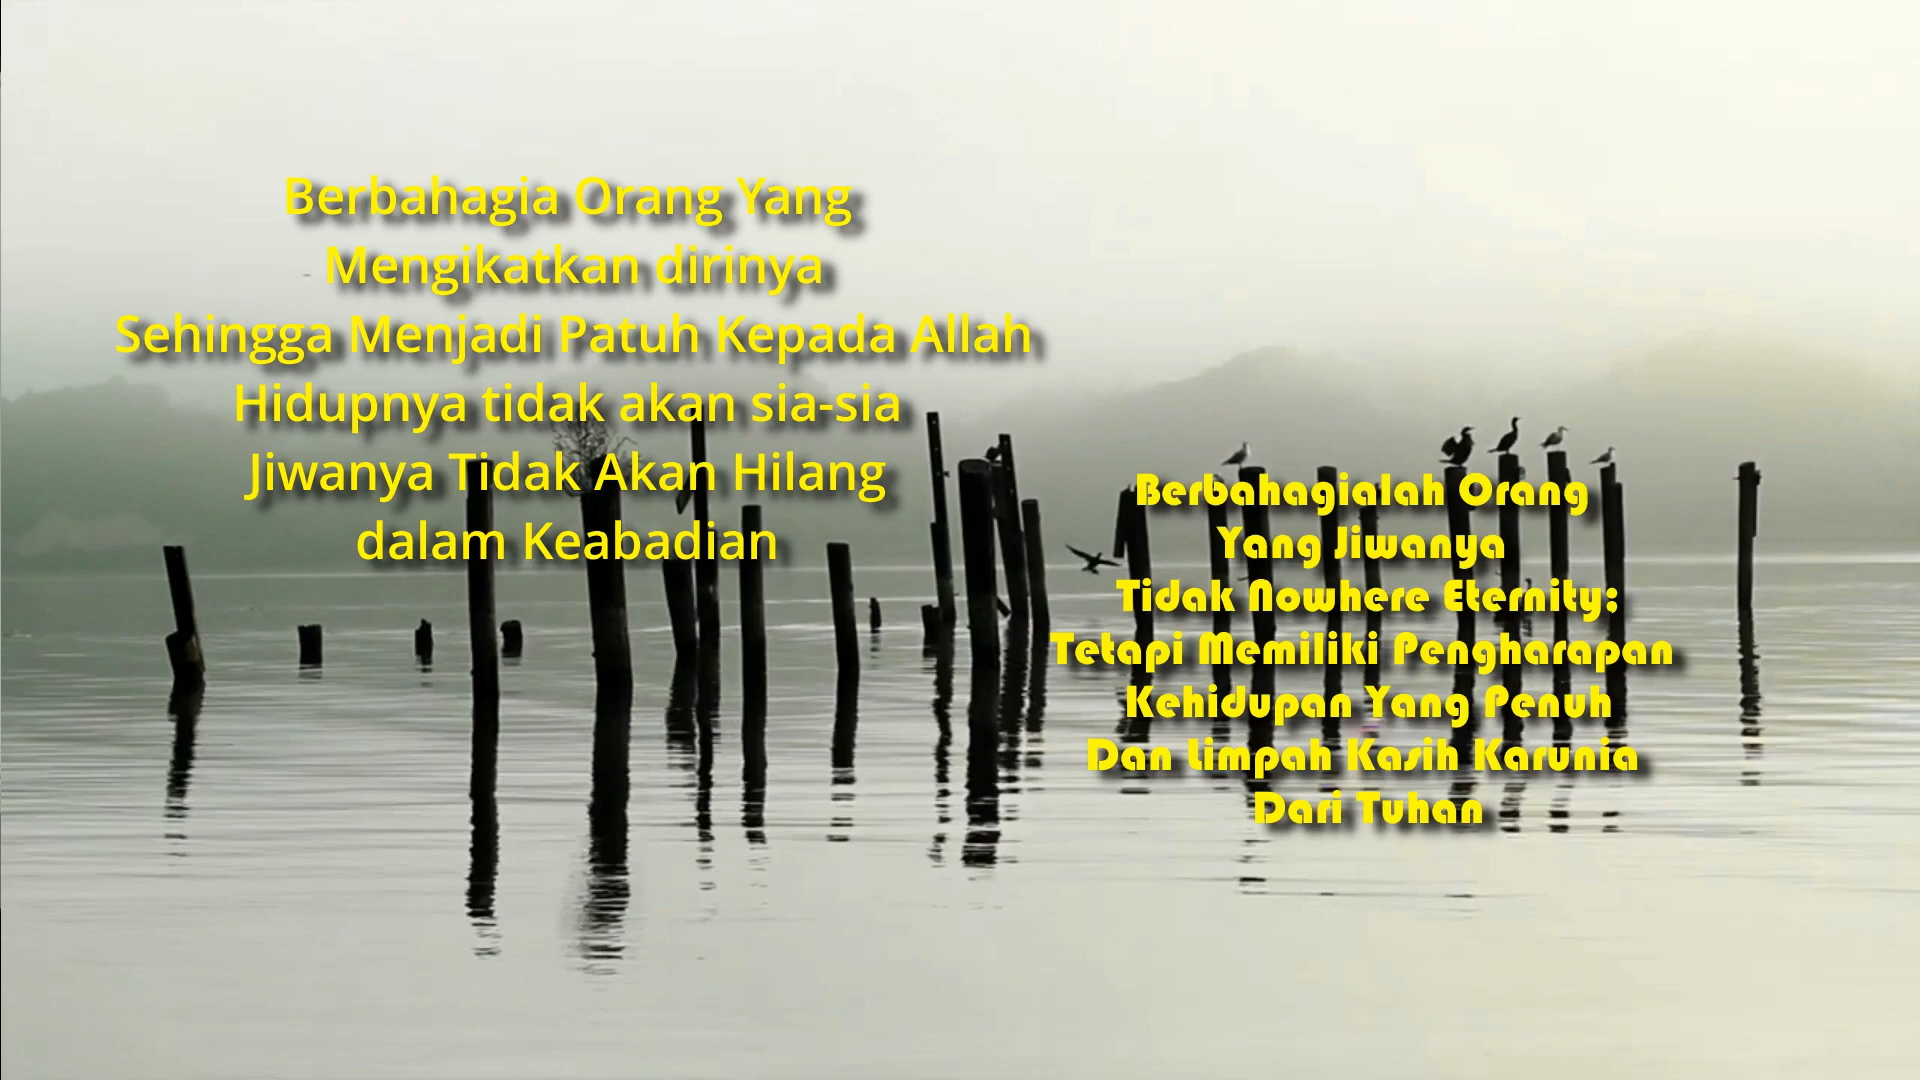 Berbahagia Orang Yang
Mengikatkan dirinya
Sehingga Menjadi Patuh Kepada Allah
Hidupnya tidak akan sia-sia
Jiwanya Tidak Akan Hilang
dalam Keabadian
Berbahagialah Orang
Yang Jiwanya
Tidak Nowhere Eternity;
Tetapi Memiliki Pengharapan
Kehidupan Yang Penuh
Dan Limpah Kasih Karunia
Dari Tuhan